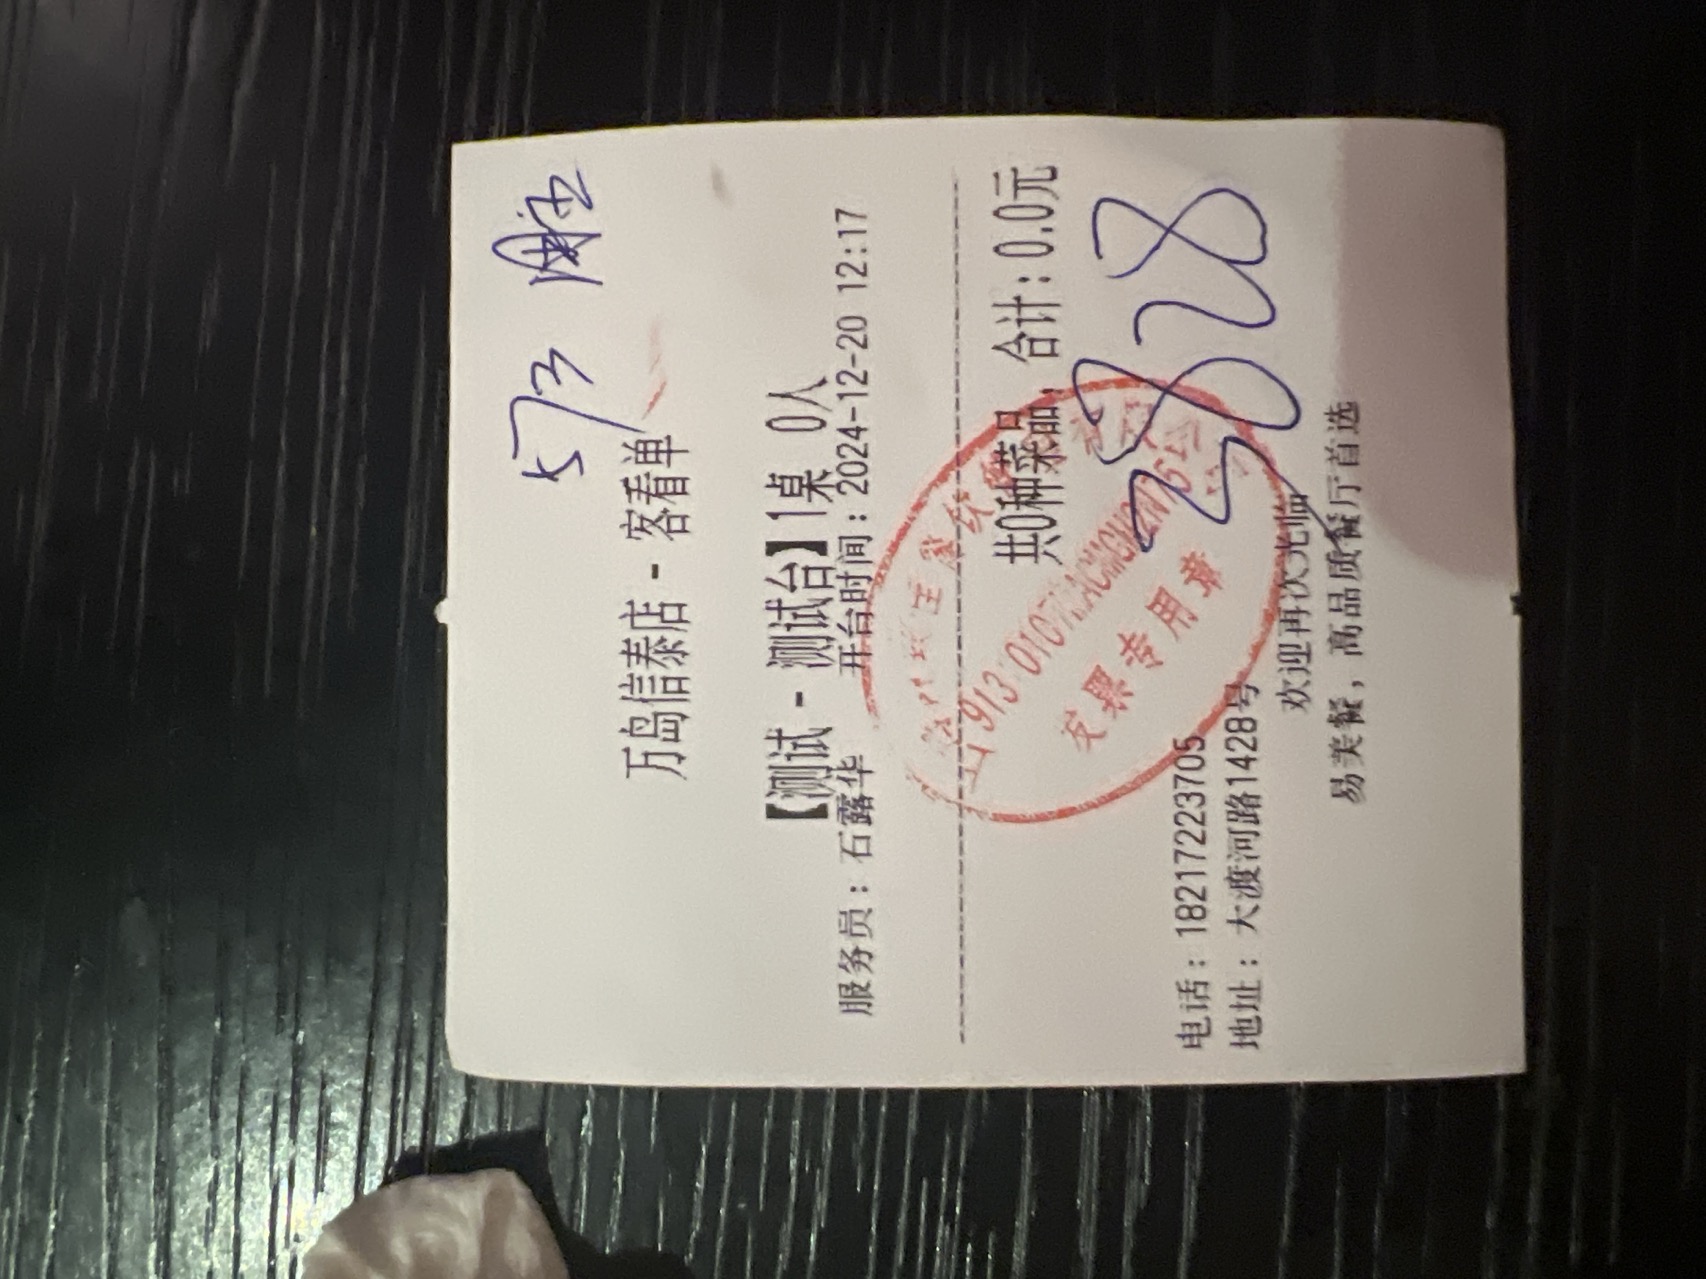 573
万岛信泰店 - 客看单
【测试 - 测试台】1桌 0人
服务员：石露华 开台时间：2024-12-20 12:17
共0种菜品，合计：0.0元
发票专用章
电话：18217223705
地址：大渡河路1428号
欢迎再次光临
易美餐，高品质餐厅首选